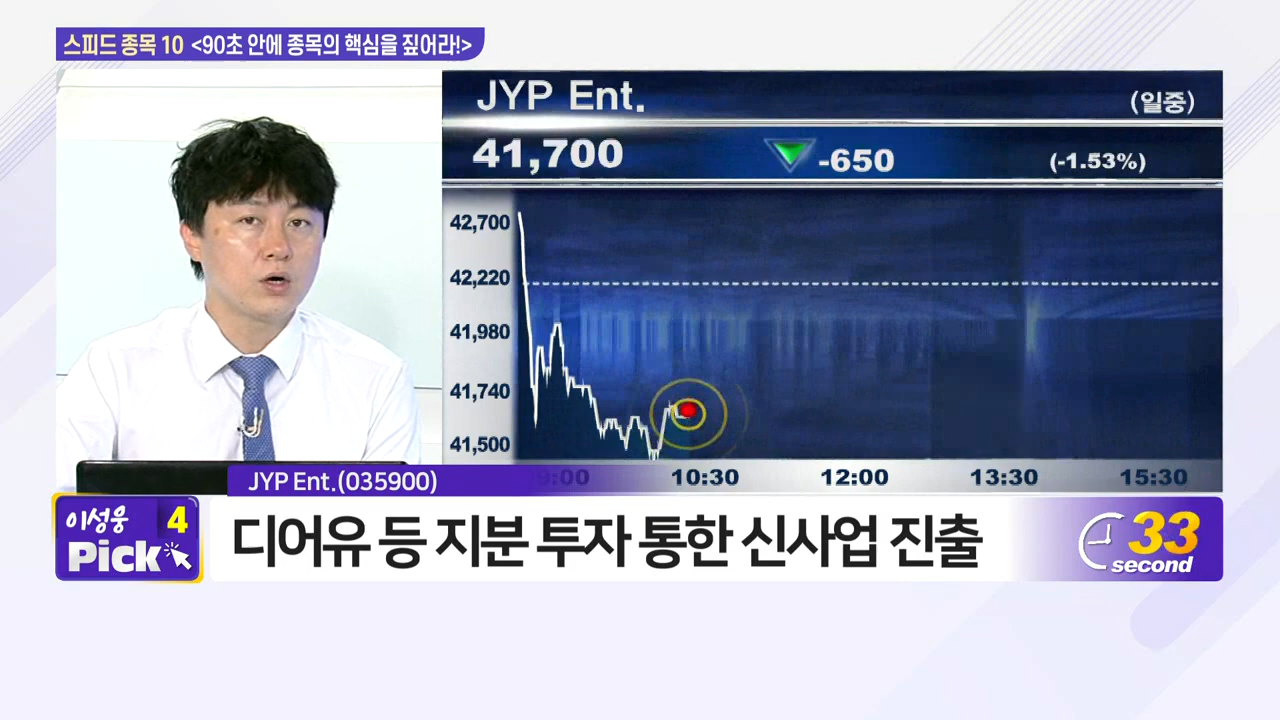 스피드 종목 10 <90초 안에 종목의 핵심을 짚어라!>
JYP Ent.
(일중)
41,700 -650 (-1.53%)
42,700
42,220
41,980
41,740
41,500
9:00 10:30 12:00 13:30 15:30
JYP Ent.(035900)
이성웅 4
Pick
디어유 등 지분 투자 통한 신사업 진출
33
second